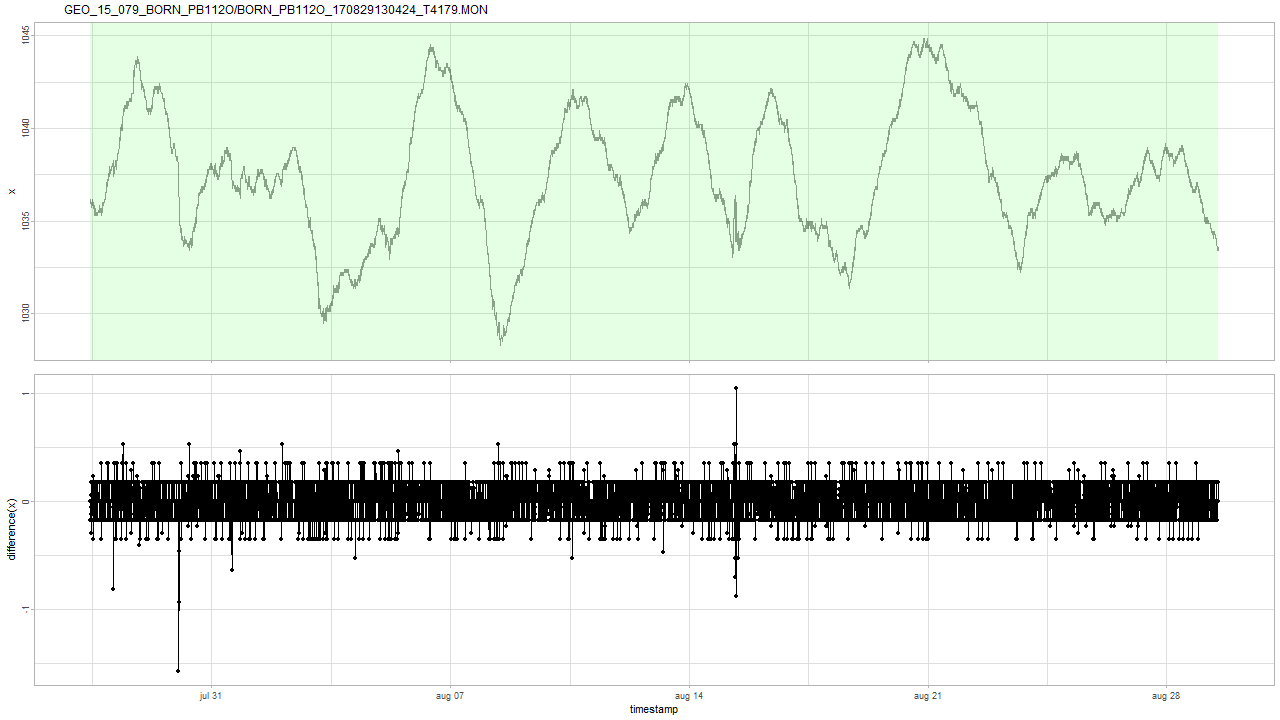 GEO_15_079_BORN_PB112O/BORN_PB112O_170829130424_T4179.MON
1045
1040
1035
1030
x
1
0
-1
difference(x)
jul 31
aug 07
aug 14
aug 21
aug 28
timestamp